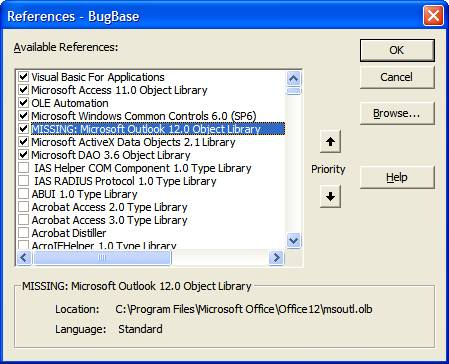 References - BugBase
Available References:
OK
Visual Basic For Applications
Microsoft Access 11.0 Object Library
Cancel
OLE Automation
Microsoft Windows Common Controls 6.0 (SP6)
Browse...
MISSING: Microsoft Outlook 12.0 Object Library
Microsoft ActiveX Data Objects 2.1 Library
Microsoft DAO 3.6 Object Library
IAS Helper COM Component 1.0 Type Library
Priority
IAS RADIUS Protocol 1.0 Type Library
Help
ABUI 1.0 Type Library
Acrobat Access 2.0 Type Library
Acrobat Access 3.0 Type Library
Acrobat Distiller
AcroIEHelper 1.0 Type Library
MISSING: Microsoft Outlook 12.0 Object Library
Location: C:\Program Files\Microsoft Office\Office12\msoutl.olb
Language: Standard